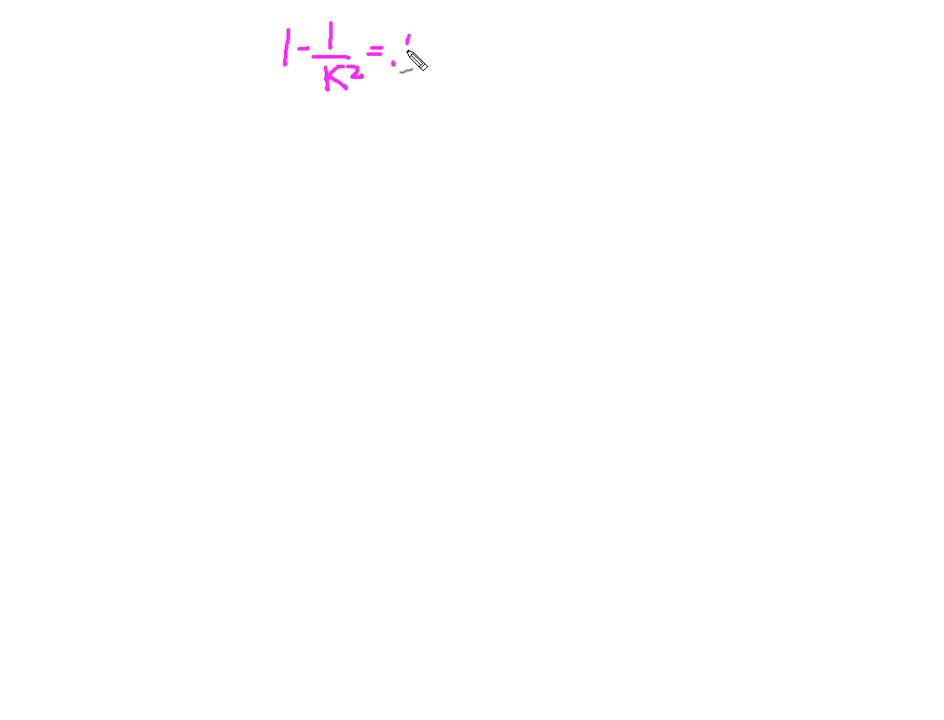 1 - 1/K² = .